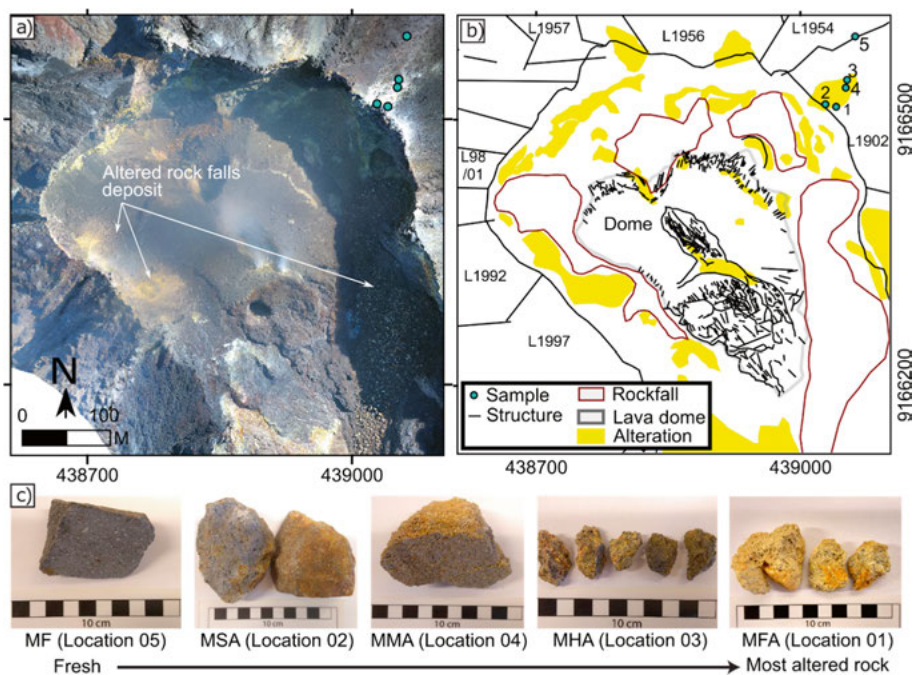 a)
Altered rock falls
deposit
N
0 100
M
438700 439000
b)
L1957
L1956
L1954
5
3
4
2
1
L1902
L98
/01
Dome
L1992
L1997
Sample
Structure
Rockfall
Lava dome
Alteration
9166500
9166200
438700 439000
c)
10 cm
10 cm
10 cm
10 cm
10 cm
MF (Location 05) MSA (Location 02) MMA (Location 04) MHA (Location 03) MFA (Location 01)
Fresh Most altered rock